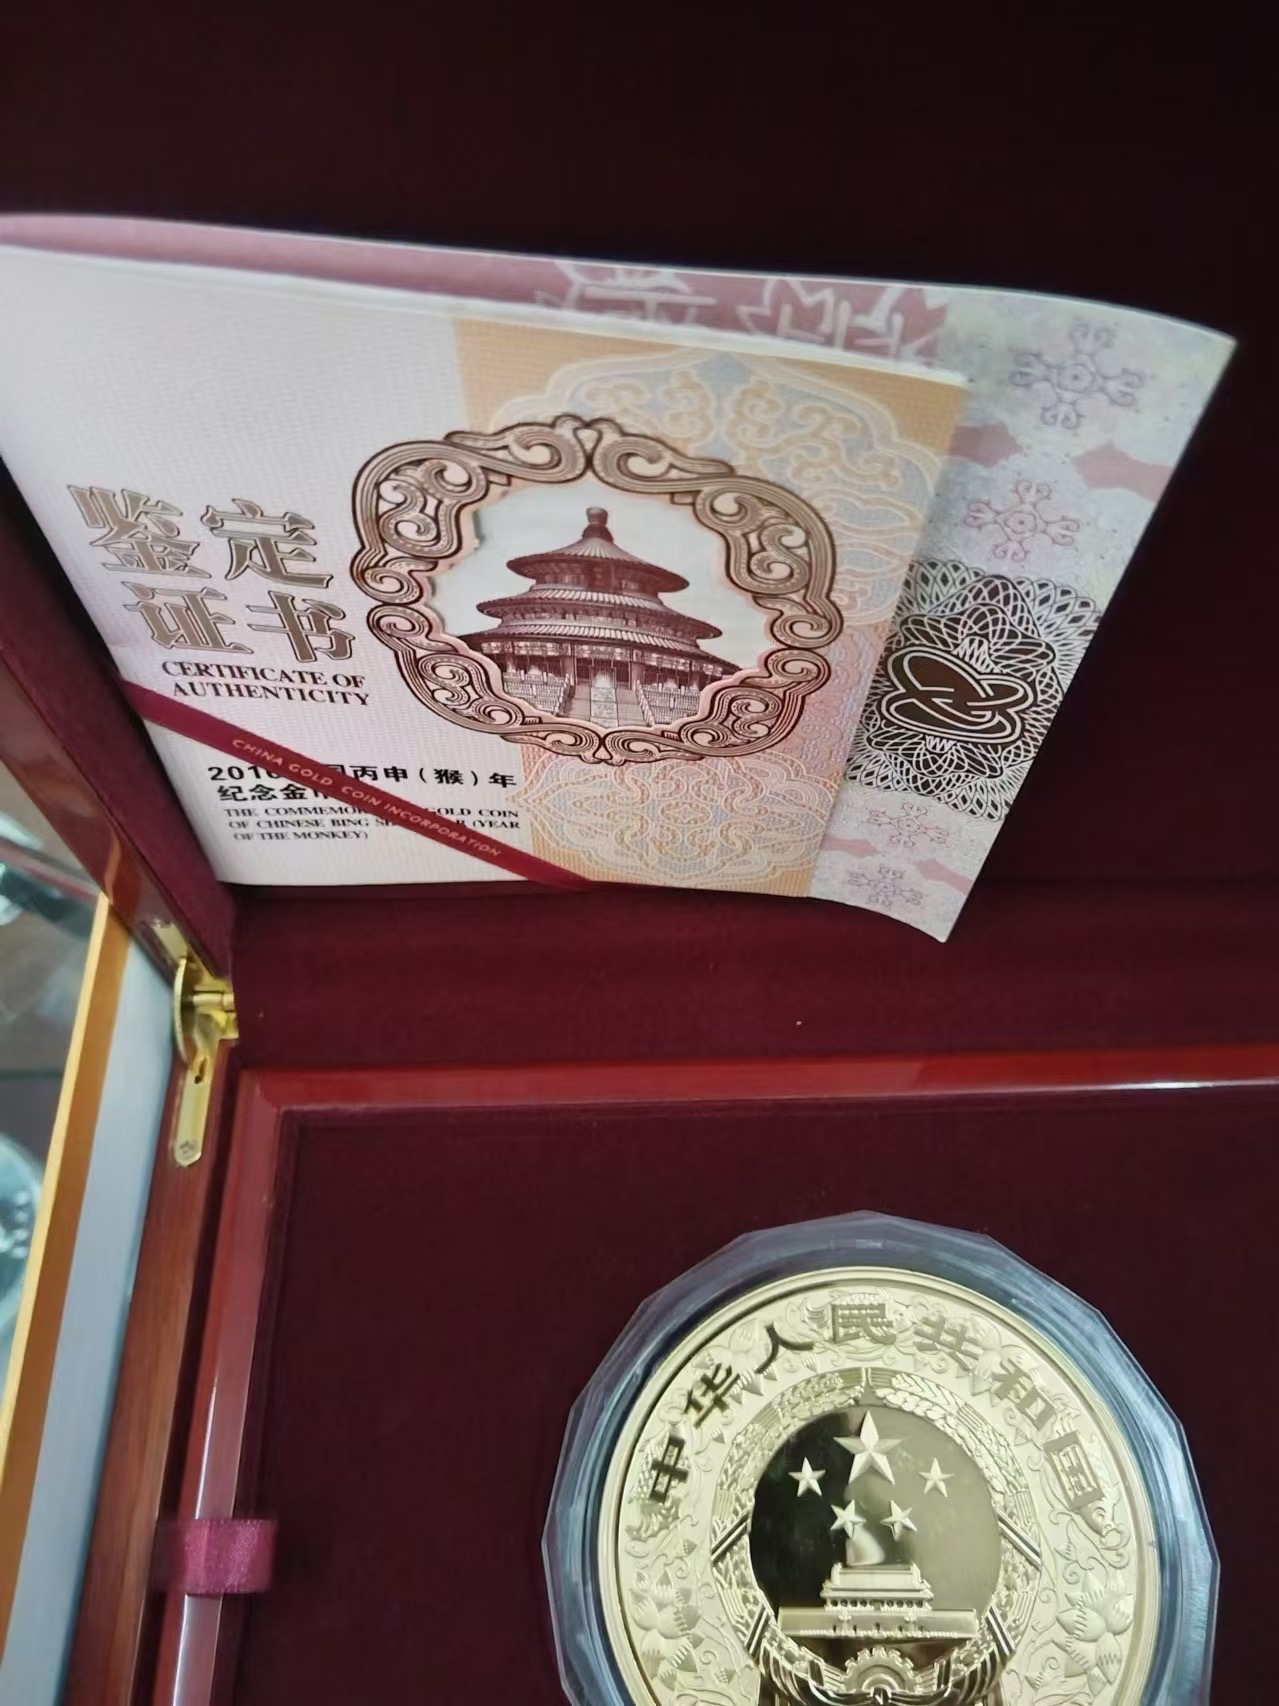 鉴定
证书
CERTIFICATE OF
AUTHENTICITY
CHINA GOLD COIN INCORPORATION
201 丙申(猴)年
纪念金
THE COMMEMOR GOLD COIN
OF CHINESE BING (YEAR
OF THE MONKEY)
中华人民共和国